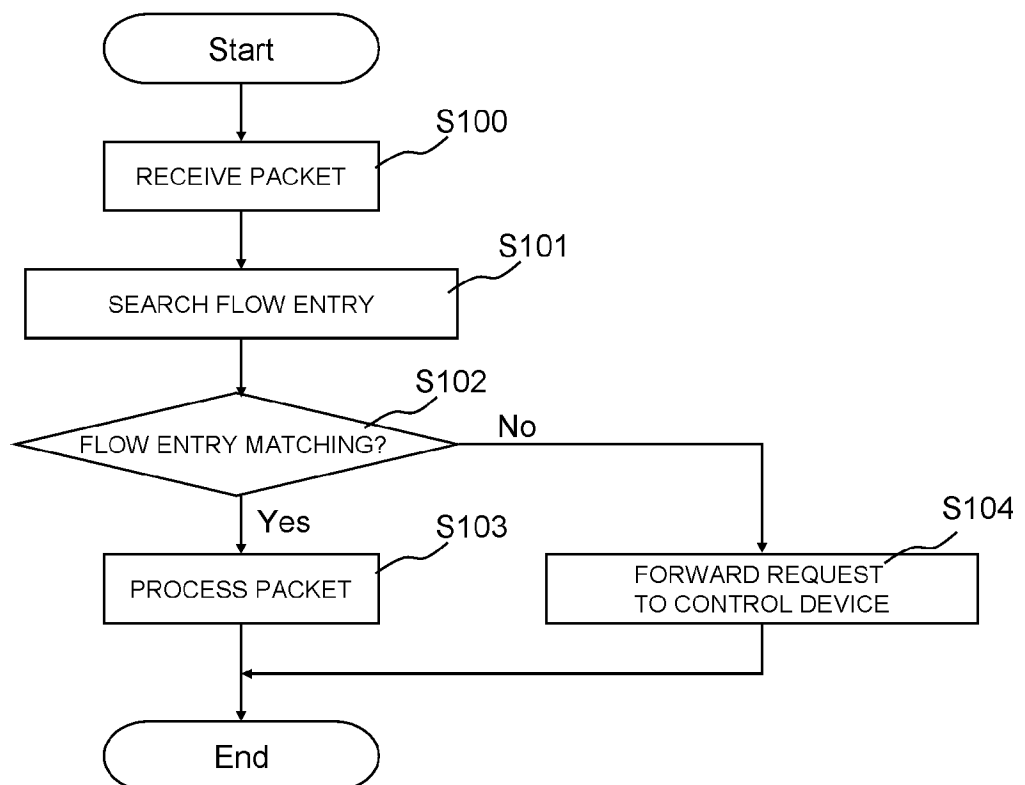 Start
S100
RECEIVE PACKET
S101
SEARCH FLOW ENTRY
S102
FLOW ENTRY MATCHING?
No
Yes
S103
PROCESS PACKET
S104
FORWARD REQUEST
TO CONTROL DEVICE
End